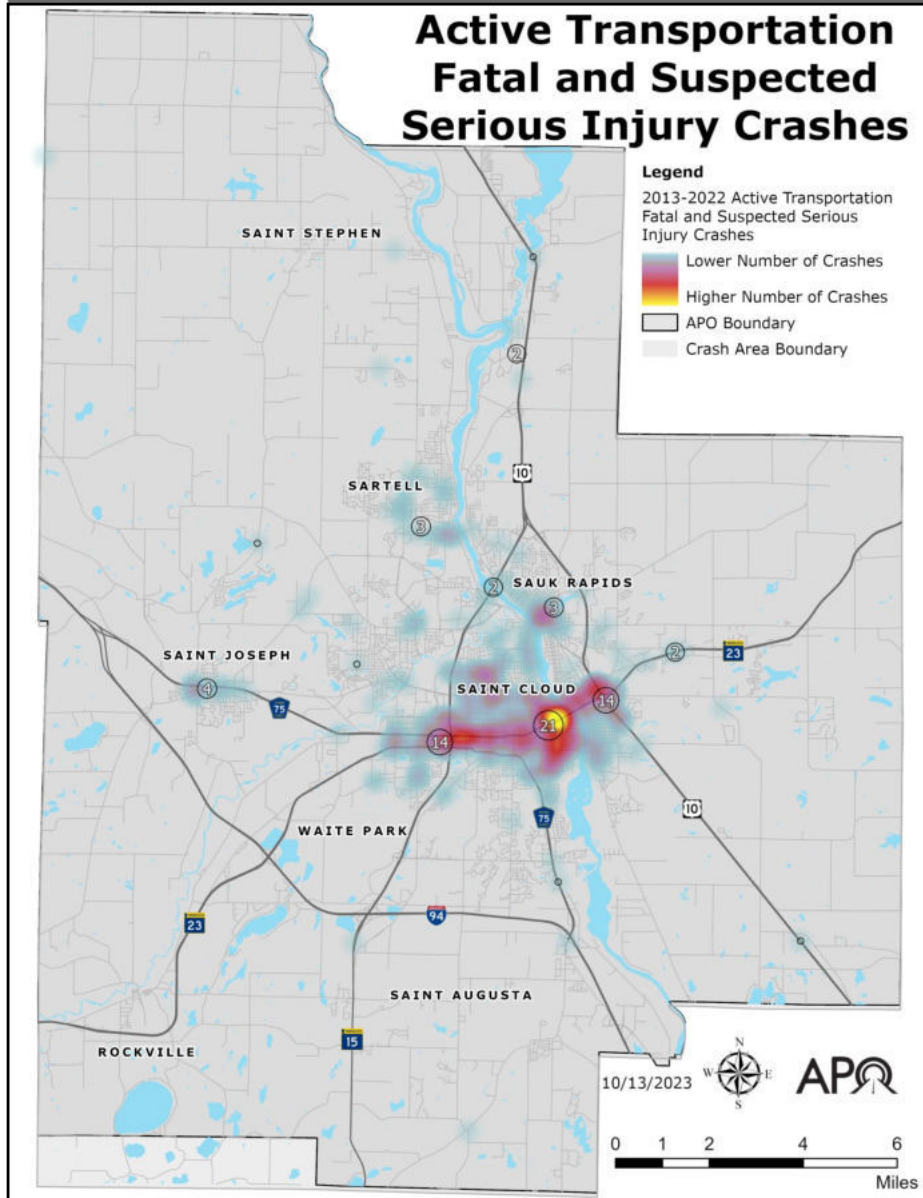 Active Transportation
Fatal and Suspected
Serious Injury Crashes
Legend
2013-2022 Active Transportation
Fatal and Suspected Serious
Injury Crashes
Lower Number of Crashes
Higher Number of Crashes
APO Boundary
Crash Area Boundary
SAINT STEPHEN
2
10
SARTELL
3
2
SAUK RAPIDS
3
2
23
SAINT JOSEPH
4
75
SAINT CLOUD
14
21
14
75
10
WAITE PARK
23
94
SAINT AUGUSTA
15
ROCKVILLE
10/13/2023
N
W
E
S
APO
0 1 2 4 6
Miles